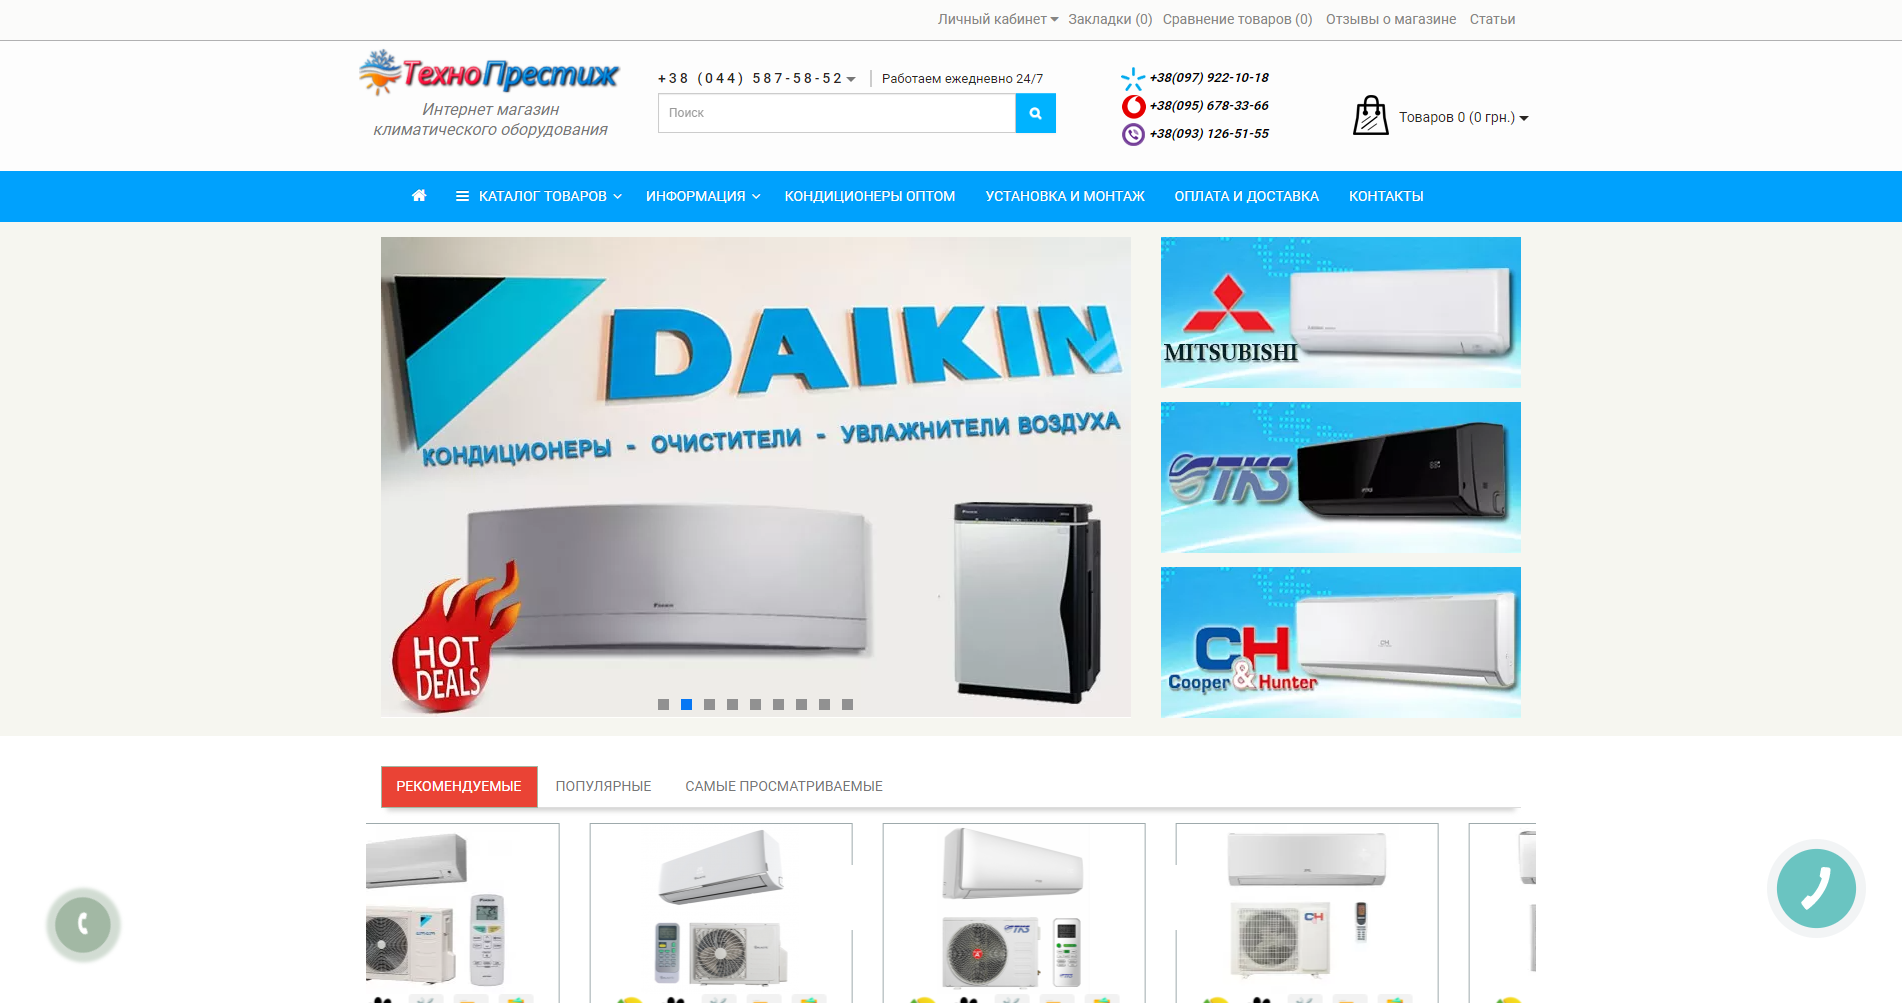 Личный кабинет
Закладки (0)
Сравнение товаров (0)
Отзывы о магазине
Статьи
ТехноПрестиж
Интернет магазин
климатического оборудования
+38 (044) 587-58-52
Работаем ежедневно 24/7
Поиск
+38(097) 922-10-18
+38(095) 678-33-66
+38(093) 126-51-55
Товаров 0 (0 грн.)
КАТАЛОГ ТОВАРОВ
ИНФОРМАЦИЯ
КОНДИЦИОНЕРЫ ОПТОМ
УСТАНОВКА И МОНТАЖ
ОПЛАТА И ДОСТАВКА
КОНТАКТЫ
DAIKIN
КОНДИЦИОНЕРЫ - ОЧИСТИТЕЛИ - УВЛАЖНИТЕЛИ ВОЗДУХА
HOT
DEALS
MITSUBISHI
TKS
CH
Cooper&Hunter
РЕКОМЕНДУЕМЫЕ
ПОПУЛЯРНЫЕ
САМЫЕ ПРОСМАТРИВАЕМЫЕ
TKS
CH